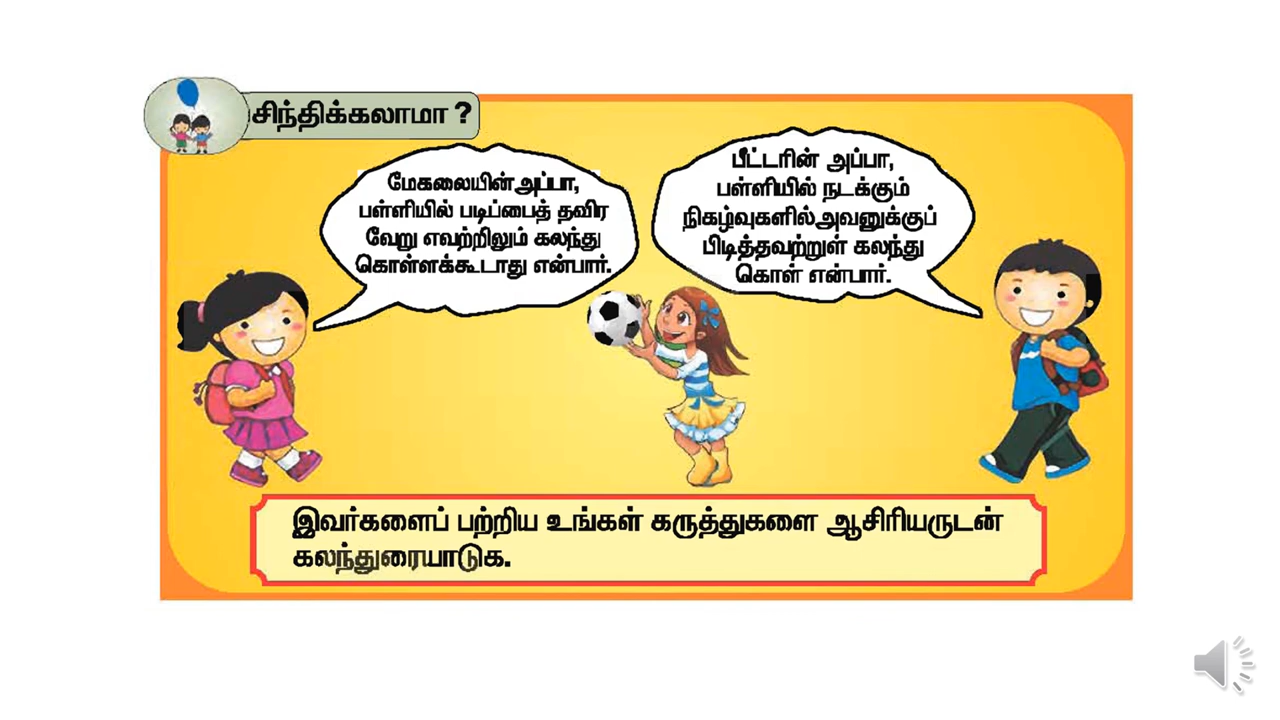 சிந்திக்கலாமா ?
மேகலையின்அப்பா,
பள்ளியில் படிப்பைத் தவிர
வேறு எவற்றிலும் கலந்து
கொள்ளக்கூடாது என்பார்.
பீட்டரின் அப்பா,
பள்ளியில் நடக்கும்
நிகழ்வுகளில்அவனுக்குப்
பிடித்தவற்றுள் கலந்து
கொள் என்பார்.
இவர்களைப் பற்றிய உங்கள் கருத்துகளை ஆசிரியருடன்
கலந்துரையாடுக.